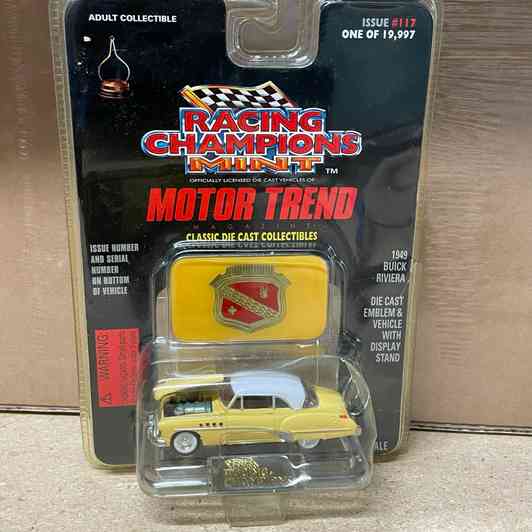 ADULT COLLECTIBLE
ISSUE #117
ONE OF 19,997
RACING
CHAMPIONS
MINT
TM
OFFICIALLY LICENSED DIE CAST VEHICLES OF
MOTOR TREND
MAGAZINE
CLASSIC DIE CAST COLLECTIBLES
ISSUE NUMBER
AND SERIAL
NUMBER
ON BOTTOM
OF VEHICLE
1949
BUICK
RIVIERA
DIE CAST
EMBLEM &
VEHICLE
WITH
DISPLAY
STAND
WARNING: